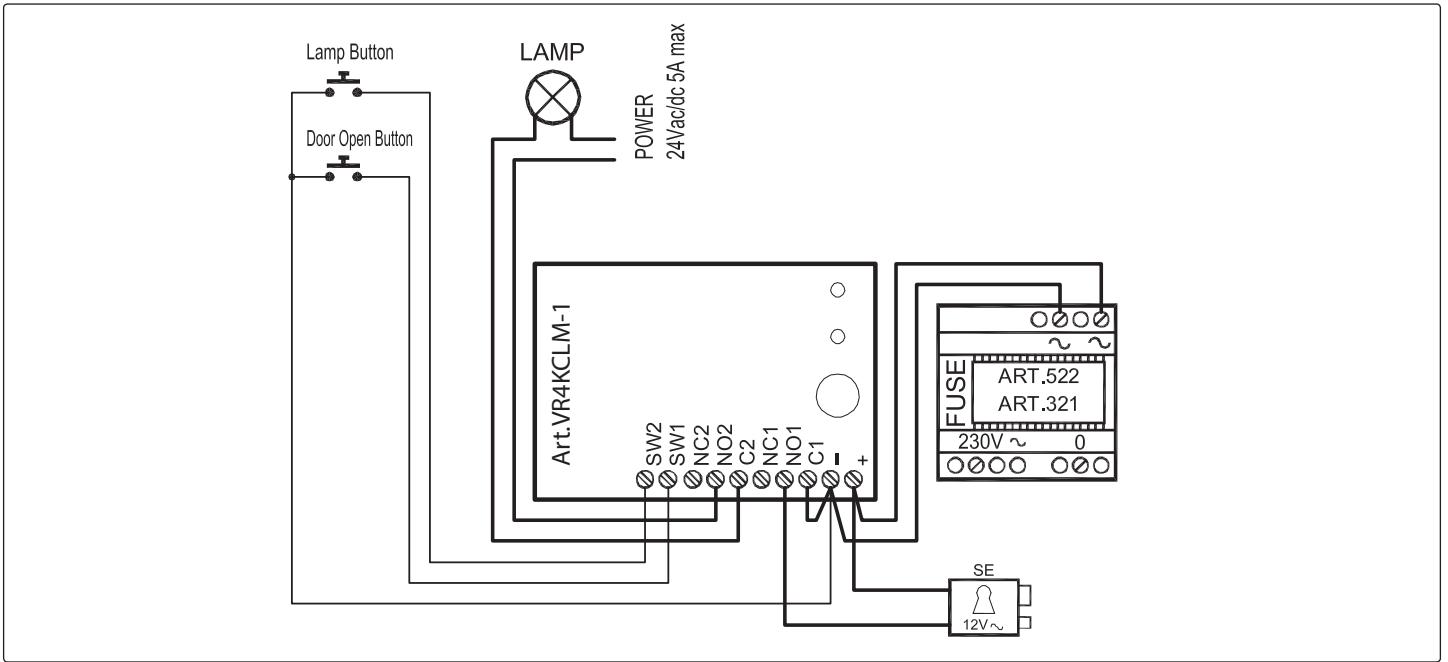 Lamp Button
Door Open Button
LAMP
POWER
24Vac/dc 5A max
Art.VR4KCLM-1
SW2
SW1
NC2
NO2
C2
NC1
NO1
C1
-
+
FUSE
ART.522
ART.321
230V ~
0
SE
12V~